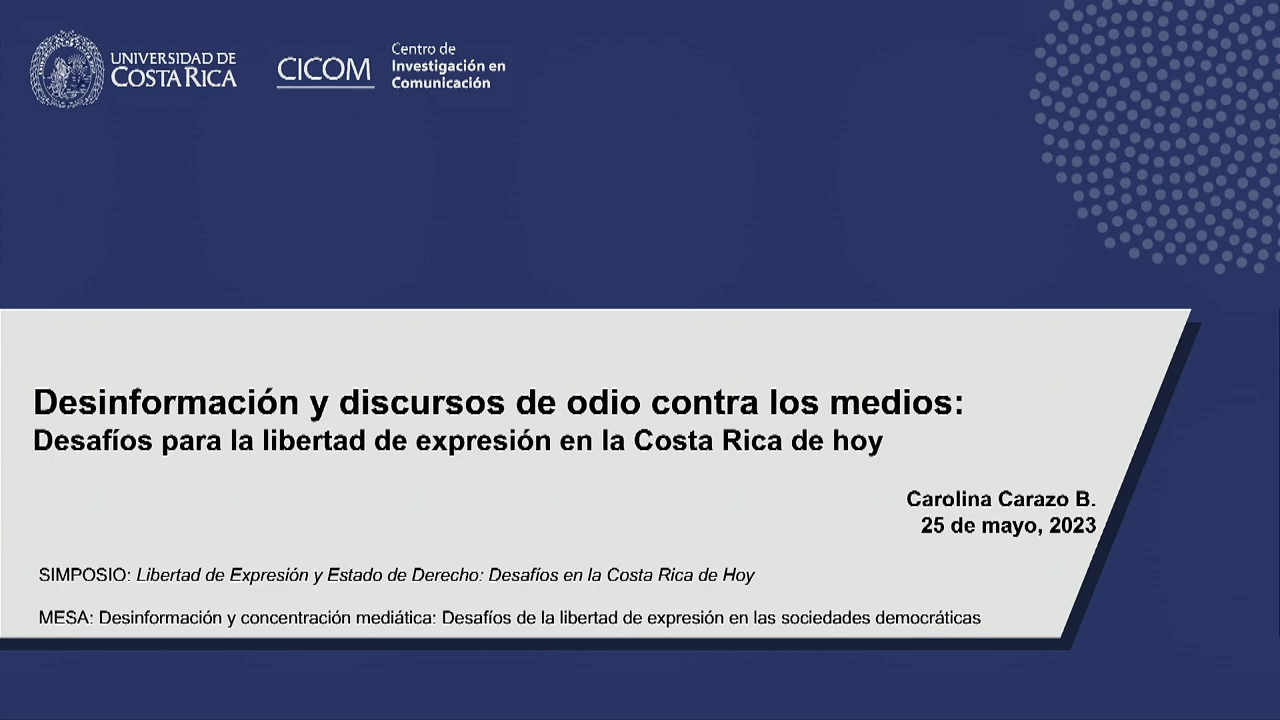 UNIVERSIDAD DE
COSTA RICA
CICOM
Centro de
Investigación en
Comunicación
Desinformación y discursos de odio contra los medios:
Desafíos para la libertad de expresión en la Costa Rica de hoy
Carolina Carazo B.
25 de mayo, 2023
SIMPOSIO: Libertad de Expresión y Estado de Derecho: Desafíos en la Costa Rica de Hoy
MESA: Desinformación y concentración mediática: Desafíos de la libertad de expresión en las sociedades democráticas